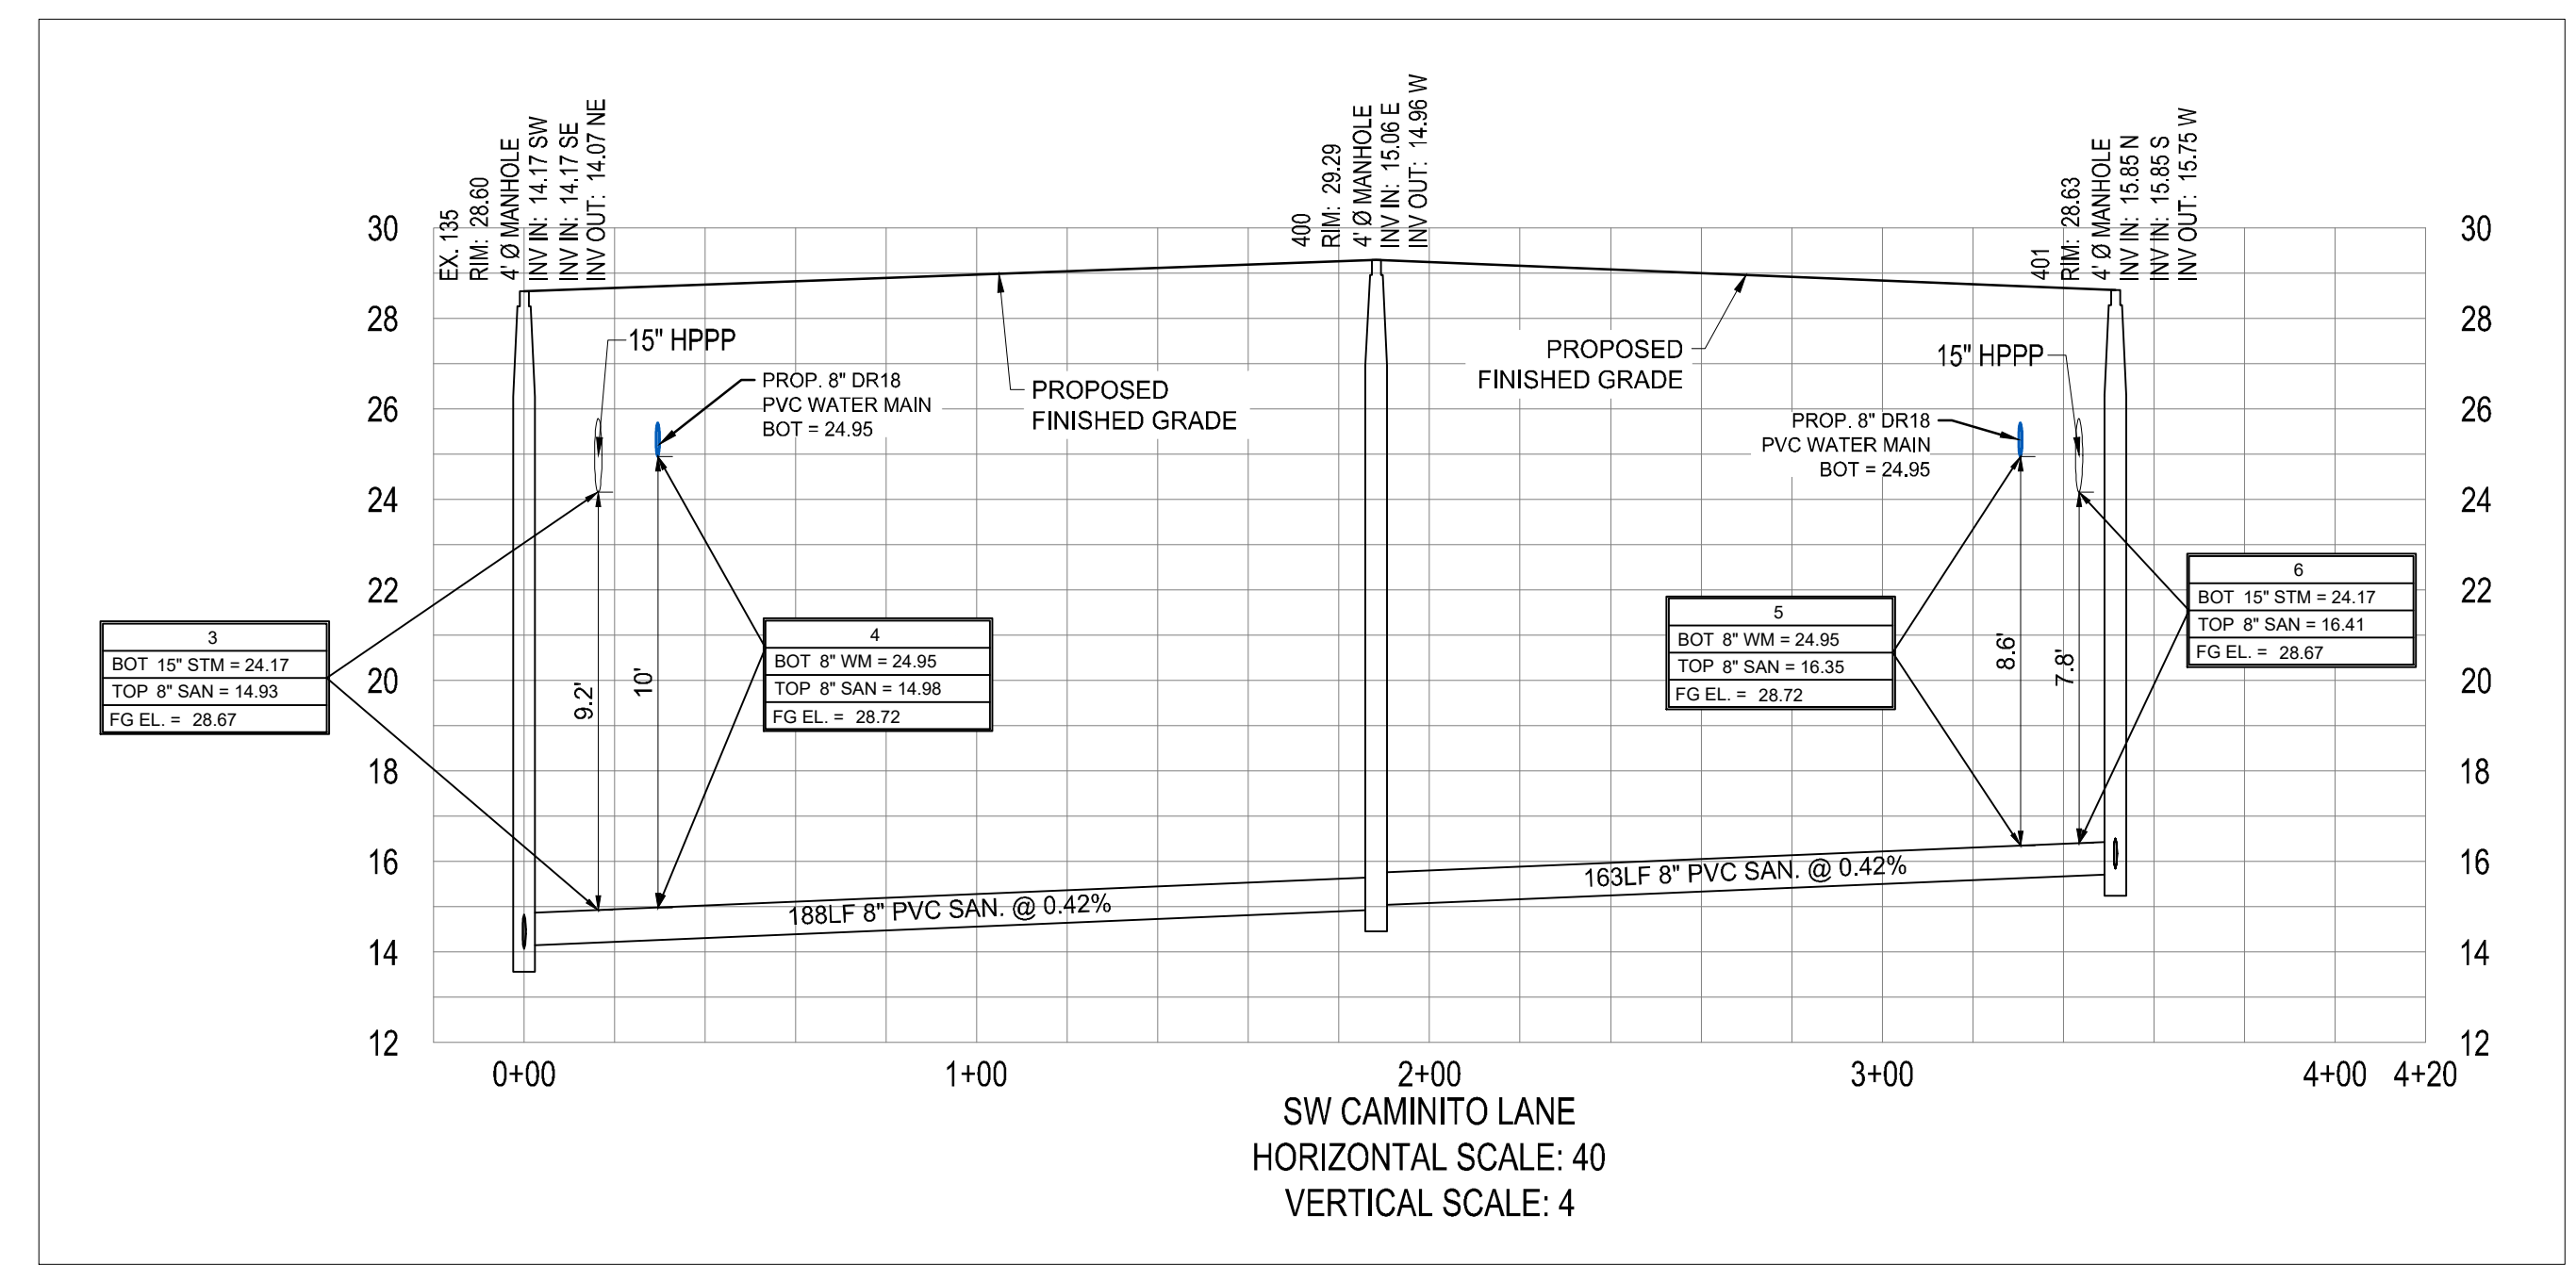 EX. 135
RIM: 28.60
4' Ø MANHOLE
INV IN: 14.17 SW
INV IN: 14.17 SE
INV OUT: 14.07 NE
400
RIM: 29.29
4' Ø MANHOLE
INV IN: 15.06 E
INV OUT: 14.96 W
401
RIM: 28.63
4' Ø MANHOLE
INV IN: 15.85 N
INV IN: 15.85 S
INV OUT: 15.75 W
30
28
26
24
22
20
18
16
14
12
15" HPPP
PROP. 8" DR18
PVC WATER MAIN
BOT = 24.95
PROPOSED
FINISHED GRADE
PROPOSED
FINISHED GRADE
15" HPPP
PROP. 8" DR18
PVC WATER MAIN
BOT = 24.95
3
BOT 15" STM = 24.17
TOP 8" SAN = 14.93
FG EL. = 28.67
9.2'
10'
4
BOT 8" WM = 24.95
TOP 8" SAN = 14.98
FG EL. = 28.72
5
BOT 8" WM = 24.95
TOP 8" SAN = 16.35
FG EL. = 28.72
8.6'
7.8'
6
BOT 15" STM = 24.17
TOP 8" SAN = 16.41
FG EL. = 28.67
188LF 8" PVC SAN. @ 0.42%
163LF 8" PVC SAN. @ 0.42%
30
28
26
24
22
20
18
16
14
12
0+00 1+00 2+00 3+00 4+00 4+20
SW CAMINITO LANE
HORIZONTAL SCALE: 40
VERTICAL SCALE: 4